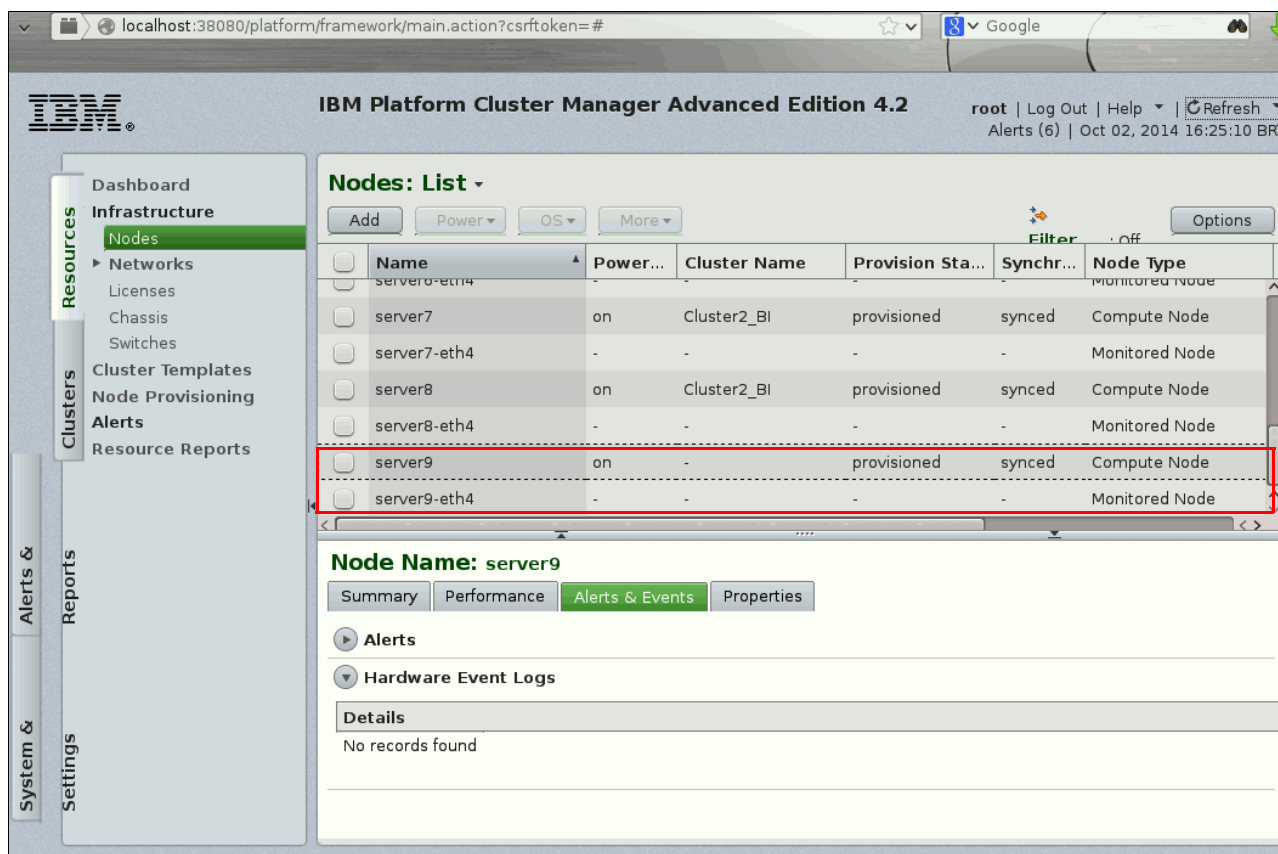 localhost:38080/platform/framework/main.action?csrftoken=#
Google
IBM
IBM Platform Cluster Manager Advanced Edition 4.2
root | Log Out | Help | Refresh
Alerts (6) | Oct 02, 2014 16:25:10 BR
Resources
Clusters
Alerts & Reports
System & Settings
Dashboard
Infrastructure
Nodes
Networks
Licenses
Chassis
Switches
Cluster Templates
Node Provisioning
Alerts
Resource Reports
Nodes: List
Add Power OS More Filter : Off Options
Name Power... Cluster Name Provision Sta... Synchr... Node Type
server6-eth4 - - - - Monitored Node
server7 on Cluster2_BI provisioned synced Compute Node
server7-eth4 - - - - Monitored Node
server8 on Cluster2_BI provisioned synced Compute Node
server8-eth4 - - - - Monitored Node
server9 on - provisioned synced Compute Node
server9-eth4 - - - - Monitored Node
Node Name: server9
Summary Performance Alerts & Events Properties
Alerts
Hardware Event Logs
Details
No records found